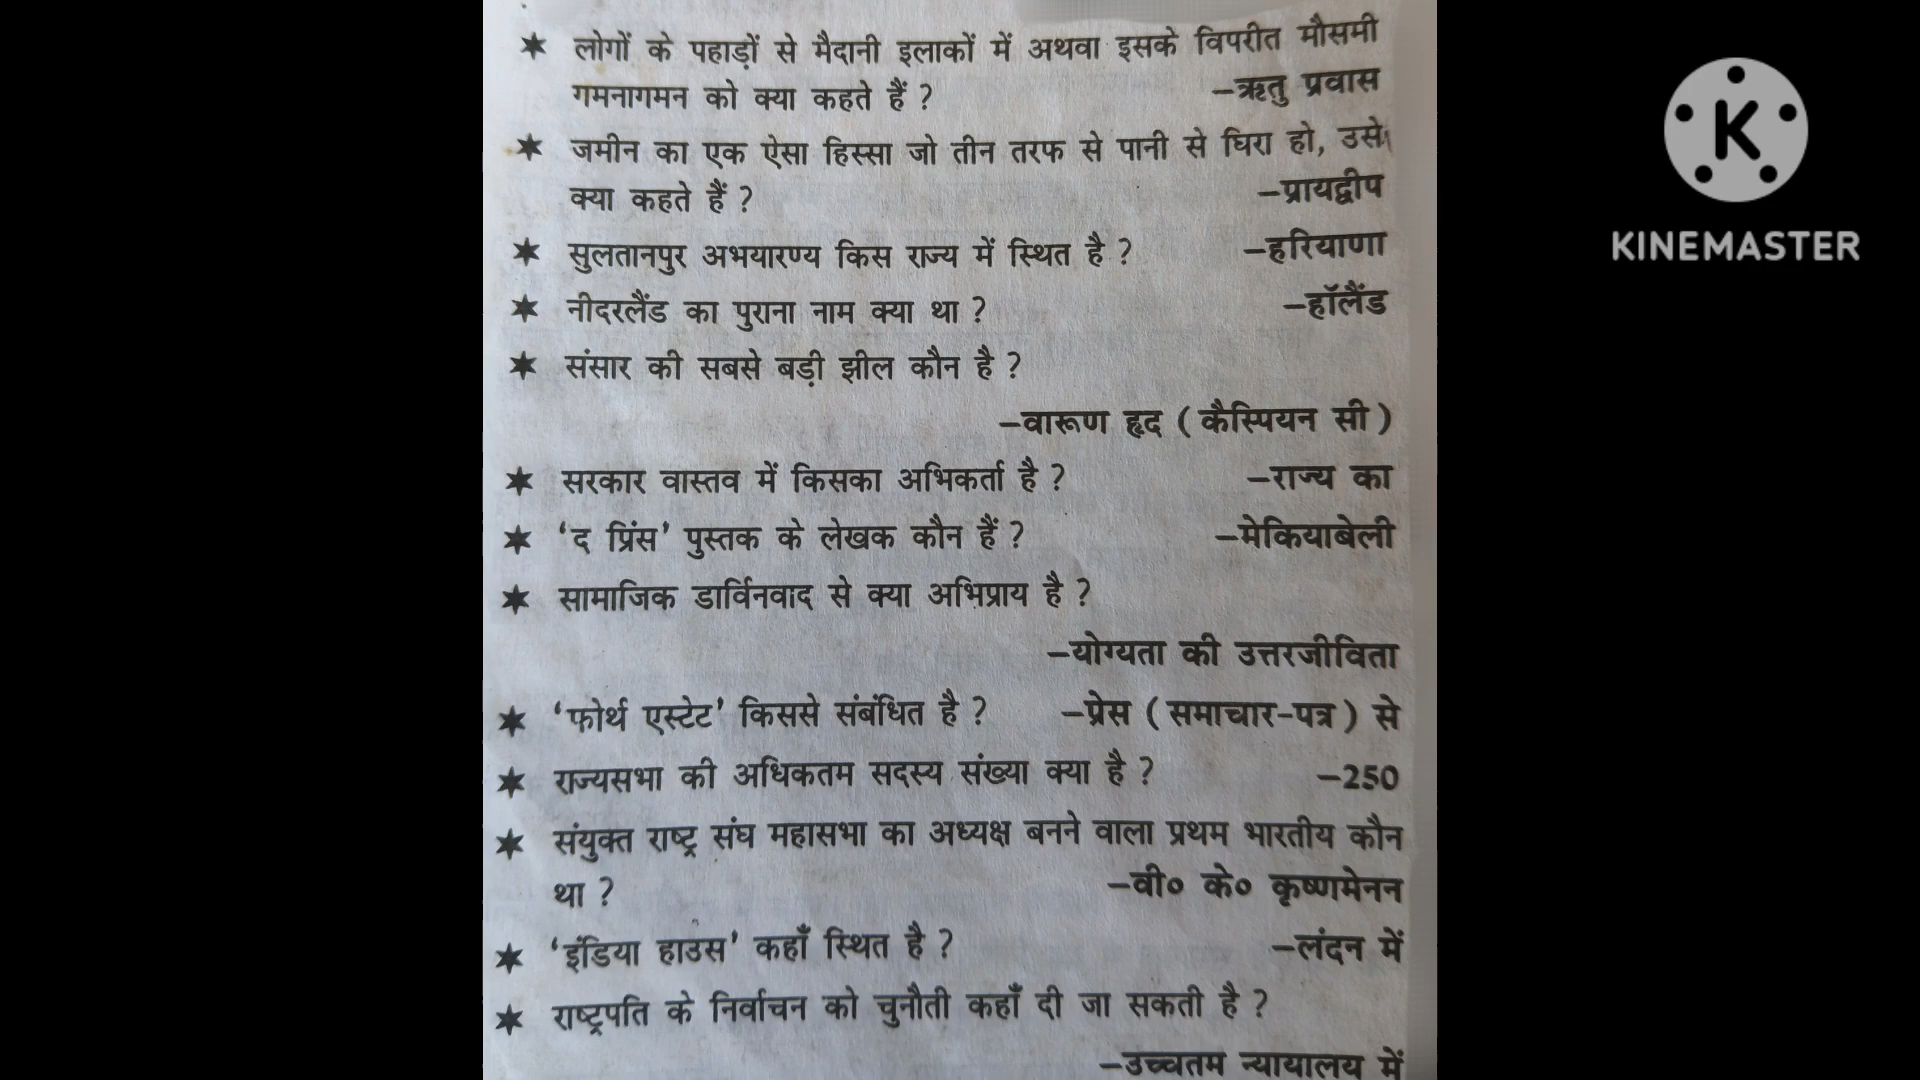 ★ लोगों के पहाड़ों से मैदानी इलाकों में अथवा इसके विपरीत मौसमी
गमनागमन को क्या कहते हैं ? –ऋतु प्रवास
★ जमीन का एक ऐसा हिस्सा जो तीन तरफ से पानी से घिरा हो, उसे
क्या कहते हैं ? –प्रायद्वीप
★ सुलतानपुर अभयारण्य किस राज्य में स्थित है ? –हरियाणा
★ नीदरलैंड का पुराना नाम क्या था ? –हॉलैंड
★ संसार की सबसे बड़ी झील कौन है ?
–वारूण हृद ( कैस्पियन सी )
★ सरकार वास्तव में किसका अभिकर्ता है ? –राज्य का
★ ‘द प्रिंस’ पुस्तक के लेखक कौन हैं ? –मेकियाबेली
★ सामाजिक डार्विनवाद से क्या अभिप्राय है ?
–योग्यता की उत्तरजीविता
★ ‘फोर्थ एस्टेट’ किससे संबंधित है ? –प्रेस ( समाचार-पत्र ) से
★ राज्यसभा की अधिकतम सदस्य संख्या क्या है ? –250
★ संयुक्त राष्ट्र संघ महासभा का अध्यक्ष बनने वाला प्रथम भारतीय कौन
था ? –वी० के० कृष्णमेनन
★ ‘इंडिया हाउस’ कहाँ स्थित है ? –लंदन में
★ राष्ट्रपति के निर्वाचन को चुनौती कहाँ दी जा सकती है ?
–उच्चतम न्यायालय में
K
KINEMASTER